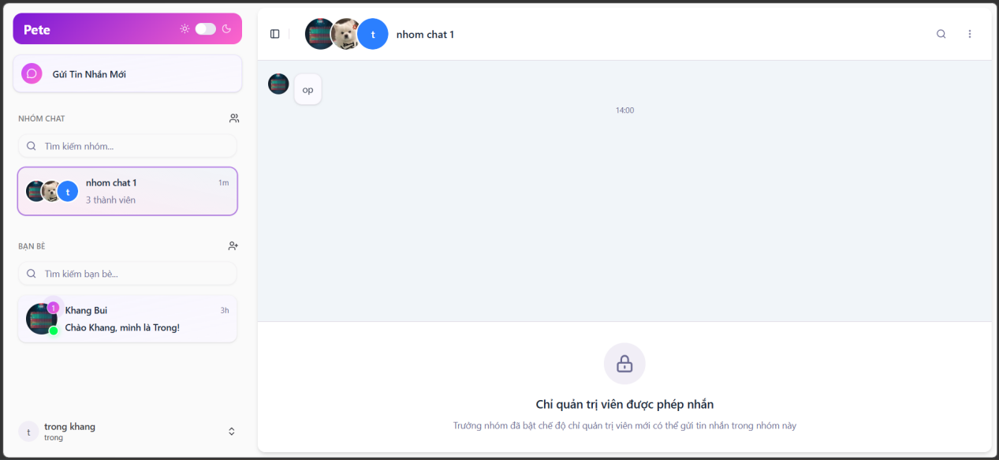 Pete
Gửi Tin Nhắn Mới
NHÓM CHAT
Tìm kiếm nhóm...
t
nhom chat 1
1m
3 thành viên
BẠN BÈ
Tìm kiếm bạn bè...
1
Khang Bui
3h
Chào Khang, mình là Trong!
t
trong khang
trong
t
nhom chat 1
op
14:00
Chỉ quản trị viên được phép nhắn
Trưởng nhóm đã bật chế độ chỉ quản trị viên mới có thể gửi tin nhắn trong nhóm này